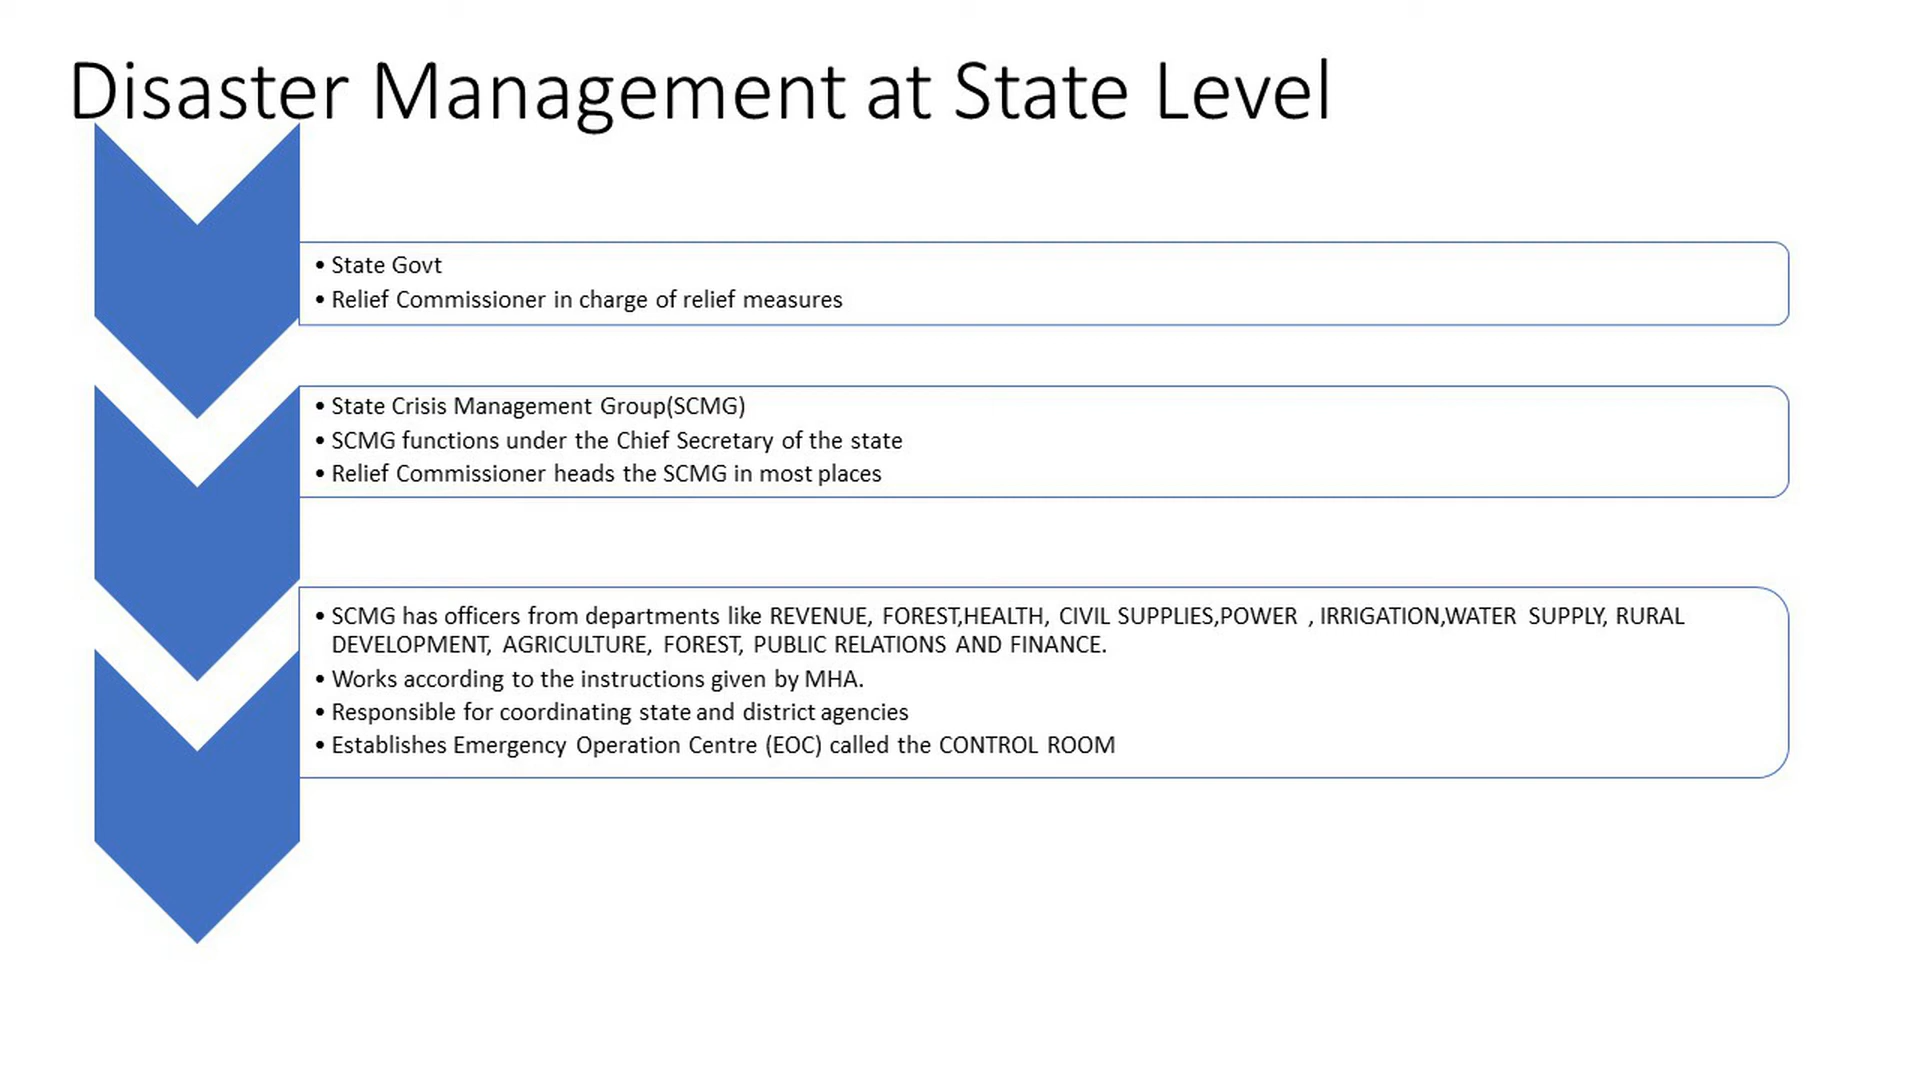 Disaster Management at State Level
• State Govt
• Relief Commissioner in charge of relief measures
• State Crisis Management Group(SCMG)
• SCMG functions under the Chief Secretary of the state
• Relief Commissioner heads the SCMG in most places
• SCMG has officers from departments like REVENUE, FOREST,HEALTH, CIVIL SUPPLIES,POWER , IRRIGATION,WATER SUPPLY, RURAL
DEVELOPMENT, AGRICULTURE, FOREST, PUBLIC RELATIONS AND FINANCE.
• Works according to the instructions given by MHA.
• Responsible for coordinating state and district agencies
• Establishes Emergency Operation Centre (EOC) called the CONTROL ROOM